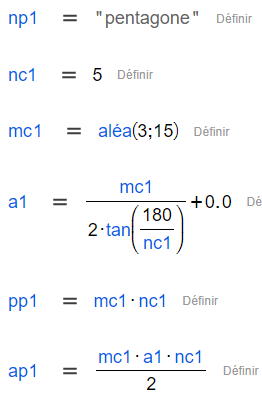 np1 = "pentagone" Définir
nc1 = 5 Définir
mc1 = aléa(3;15) Définir
a1 = mc1/(2·tan(180/nc1))+0.0 Dé
pp1 = mc1·nc1 Définir
ap1 = (mc1·a1·nc1)/2 Définir